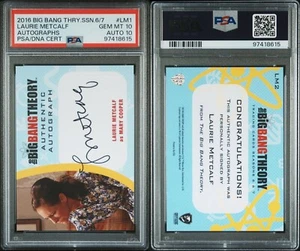 2016 BIG BANG THRY.SSN.6/7
#LM1
LAURIE METCALF
GEM MT 10
AUTOGRAPHS
AUTO 10
PSA/DNA CERT
97418615
THE BIG BANG THEORY
AUTHENTIC
AUTOGRAPH
LAURIE METCALF
as MARY COOPER
PSA
97418615
LM2
THE BIG BANG THEORY
CONGRATULATIONS!
THIS AUTHENTIC AUTOGRAPH WAS
PERSONALLY SIGNED BY
LAURIE METCALF
FROM THE BIG BANG THEORY.